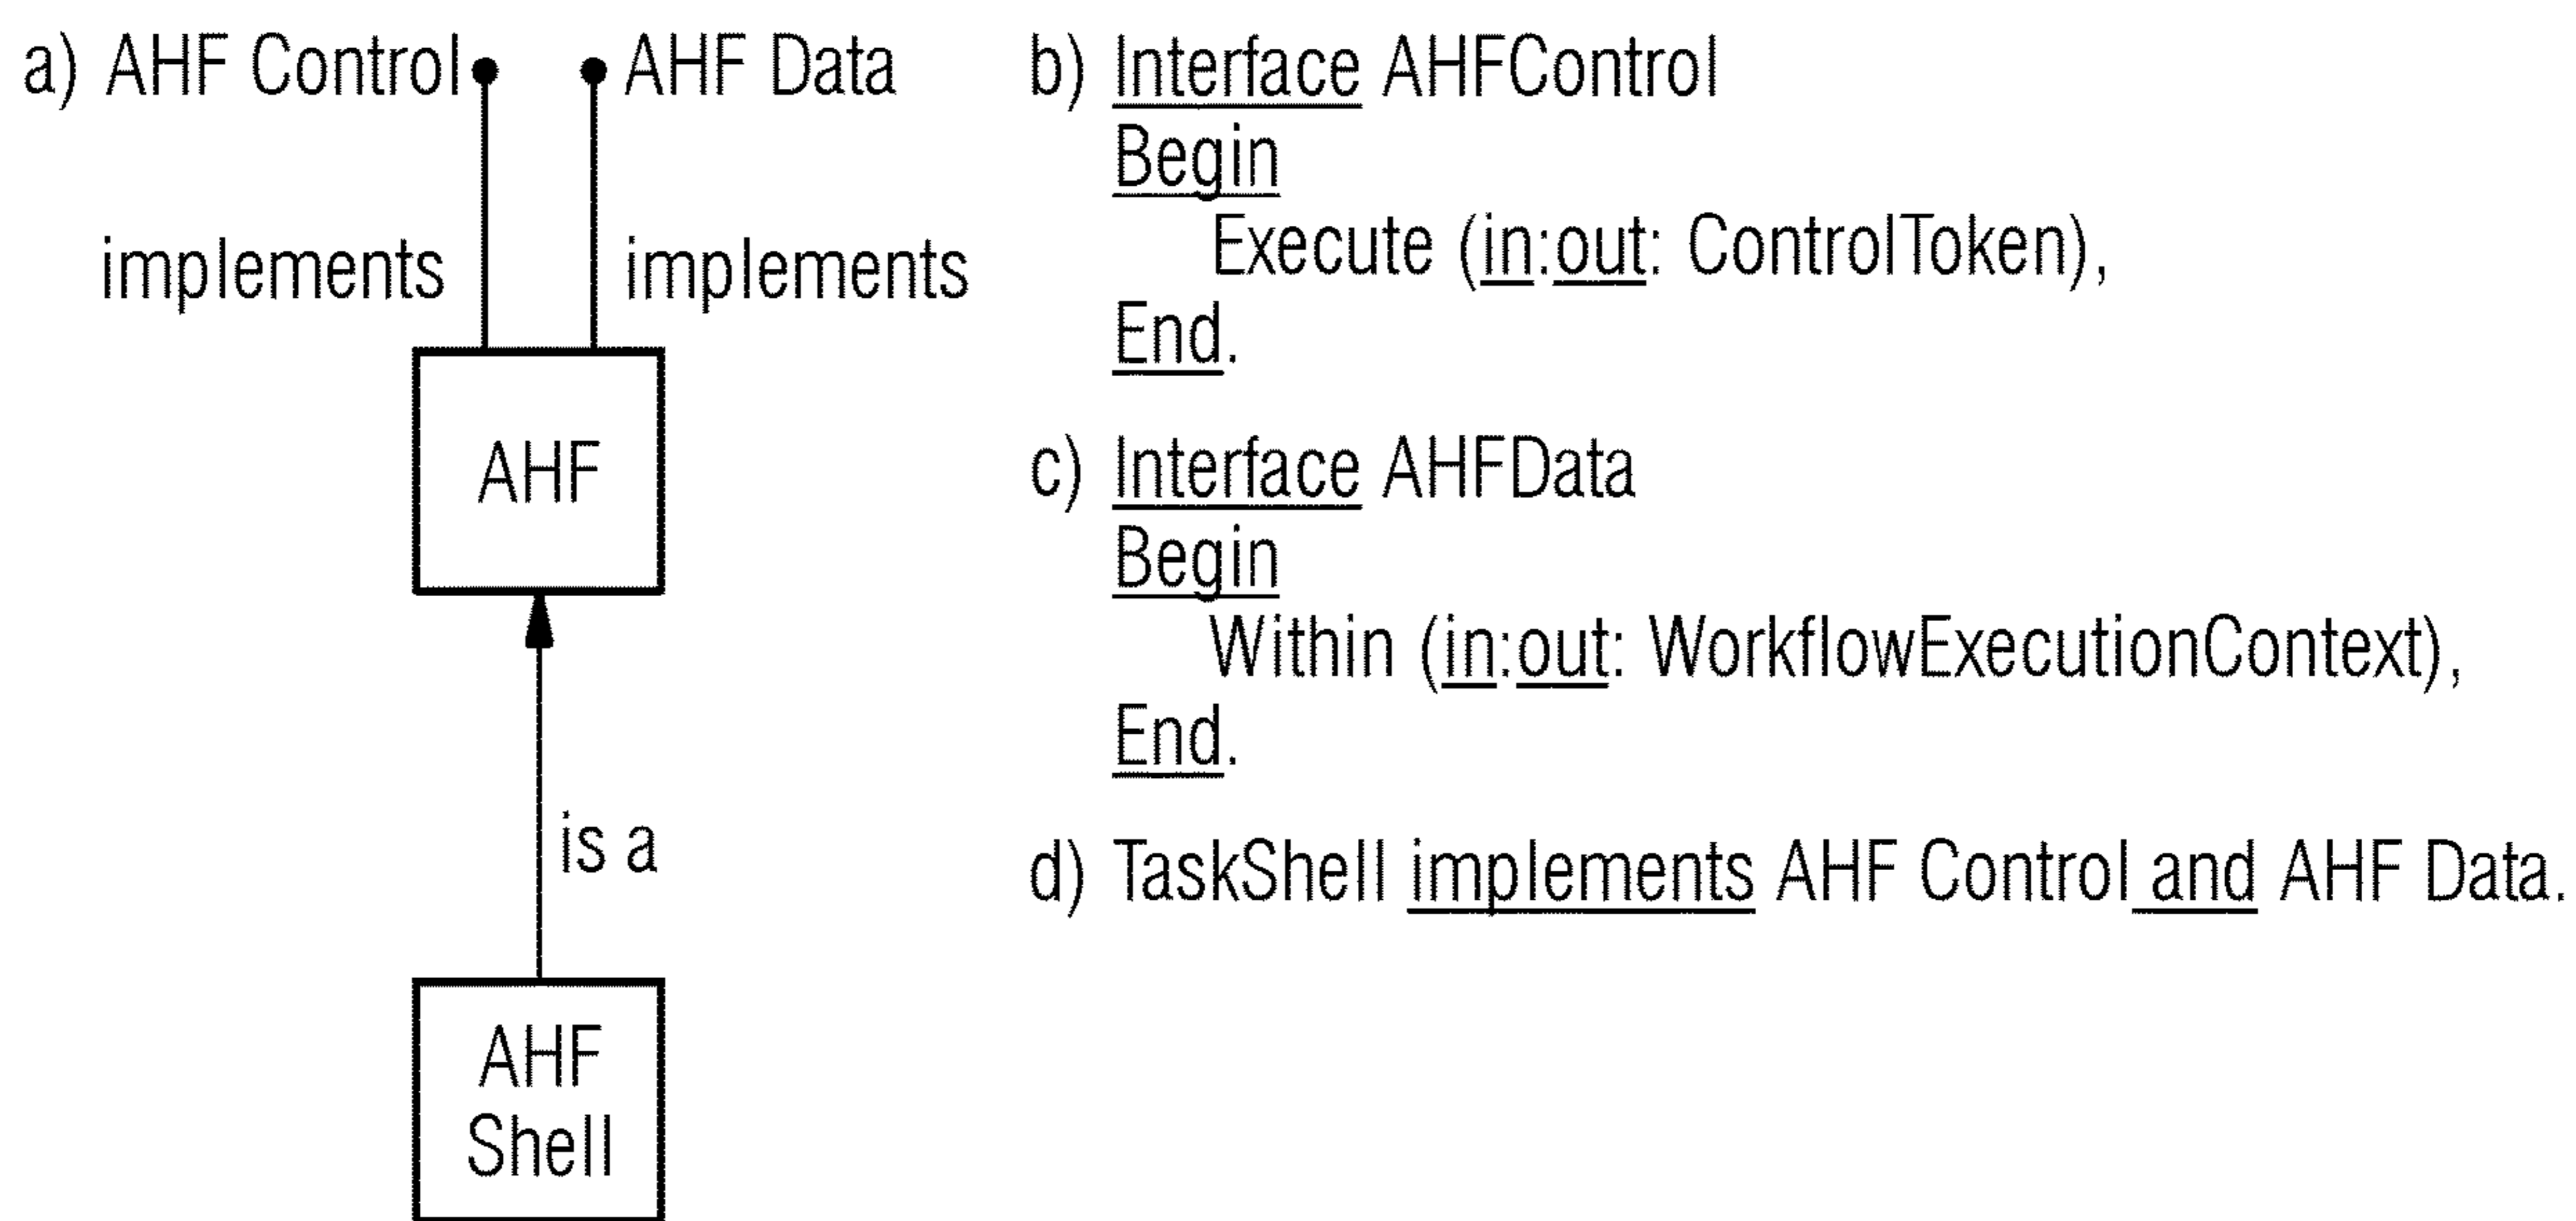 a) AHF Control
AHF Data
implements
implements
AHF
is a
AHF
Shell
b) Interface AHFControl
Begin
Execute (in:out: ControlToken),
End.
c) Interface AHFData
Begin
Within (in:out: WorkflowExecutionContext),
End.
d) TaskShell implements AHF Control and AHF Data.